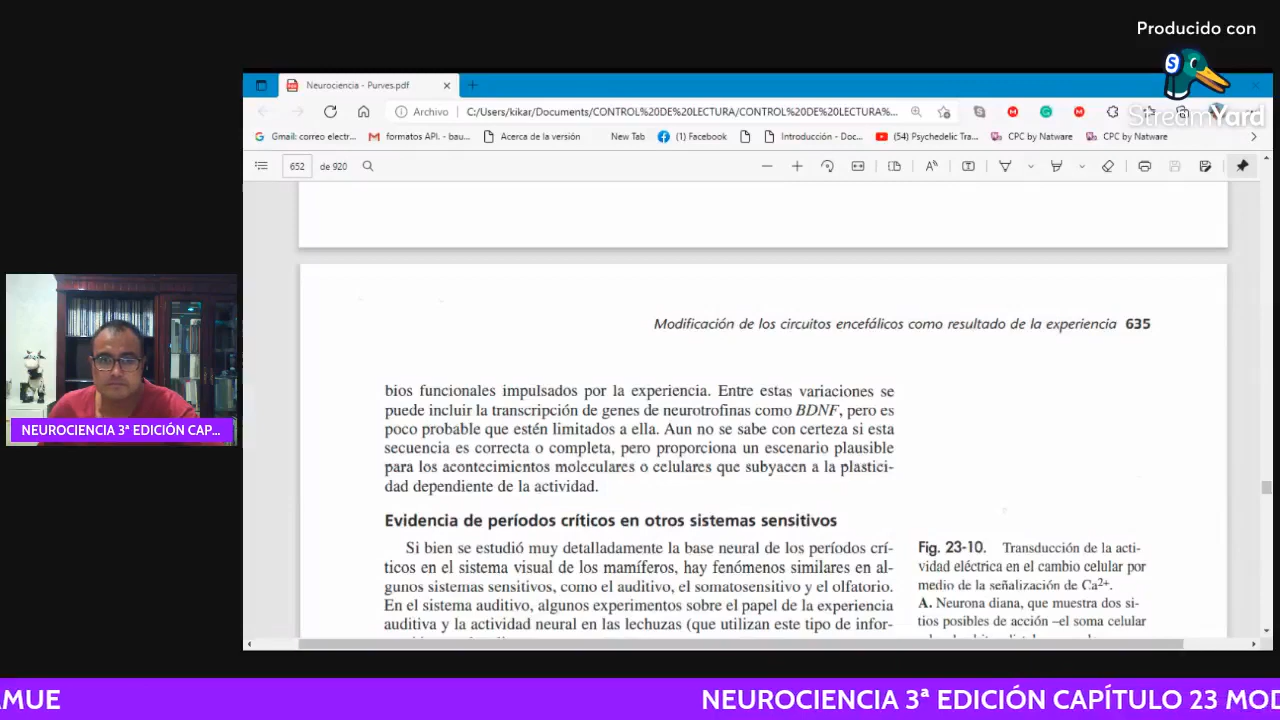 Producido con
S
StreamYard
Neurociencia - Purves.pdf
Archivo
C:/Users/kikar/Documents/CONTROL%20DE%20LECTURA/CONTROL%20DE%20LECTURA%...
Gmail: correo electr...
formatos API. - bau...
Acerca de la versión
New Tab
(1) Facebook
Introducción - Doc...
(54) Psychedelic Tra...
CPC by Natware
CPC by Natware
652
de 920
Modificación de los circuitos encefálicos como resultado de la experiencia 635
bios funcionales impulsados por la experiencia. Entre estas variaciones se
puede incluir la transcripción de genes de neurotrofinas como BDNF, pero es
poco probable que estén limitados a ella. Aun no se sabe con certeza si esta
secuencia es correcta o completa, pero proporciona un escenario plausible
para los acontecimientos moleculares o celulares que subyacen a la plastici-
dad dependiente de la actividad.
Evidencia de períodos críticos en otros sistemas sensitivos
Si bien se estudió muy detalladamente la base neural de los períodos crí-
ticos en el sistema visual de los mamíferos, hay fenómenos similares en al-
gunos sistemas sensitivos, como el auditivo, el somatosensitivo y el olfatorio.
En el sistema auditivo, algunos experimentos sobre el papel de la experiencia
auditiva y la actividad neural en las lechuzas (que utilizan este tipo de infor-
Fig. 23-10. Transducción de la acti-
vidad eléctrica en el cambio celular por
medio de la señalización de Ca2+.
A. Neurona diana, que muestra dos si-
tios posibles de acción –el soma celular
NEUROCIENCIA 3ª EDICIÓN CAP...
AMUE
NEUROCIENCIA 3ª EDICIÓN CAPÍTULO 23 MOD